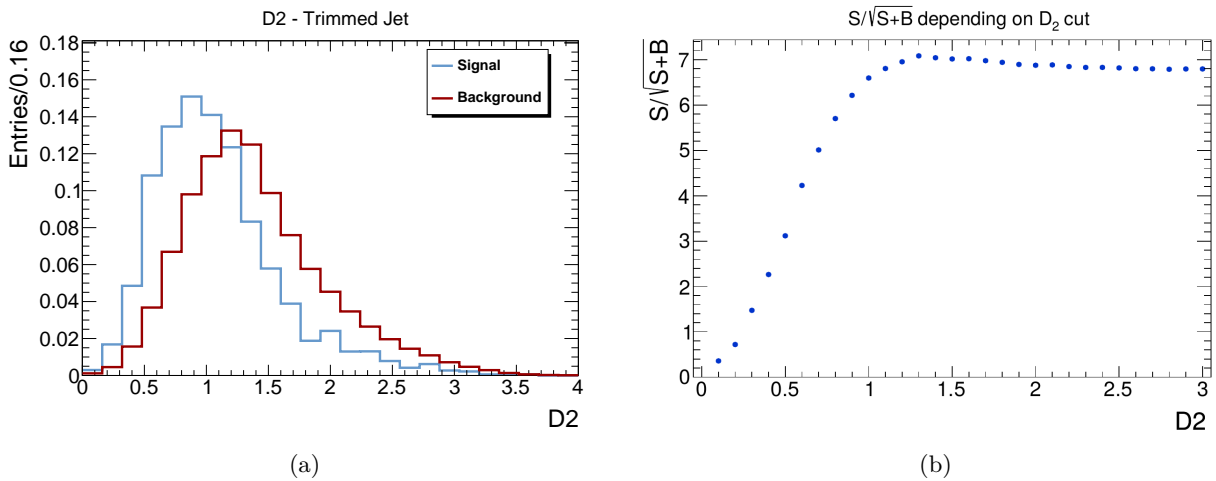 D2 - Trimmed Jet
Entries/0.16
0.18
0.16
0.14
0.12
0.1
0.08
0.06
0.04
0.02
0
Signal
Background
0 0.5 1 1.5 2 2.5 3 3.5 4
D2
(a)
S/√S+B depending on D₂ cut
S/√S+B
7
6
5
4
3
2
1
0
0 0.5 1 1.5 2 2.5 3
D2
(b)